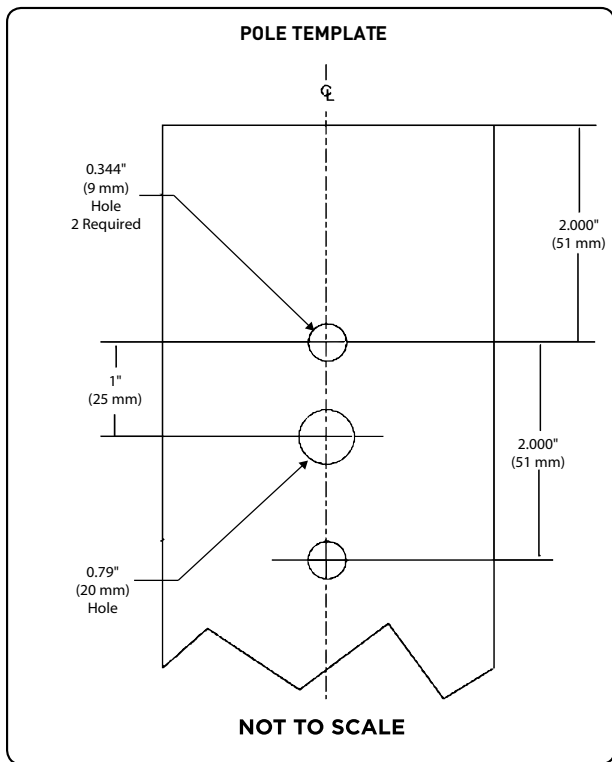 POLE TEMPLATE
℄
0.344"
(9 mm)
Hole
2 Required
2.000"
(51 mm)
1"
(25 mm)
2.000"
(51 mm)
0.79"
(20 mm)
Hole
NOT TO SCALE